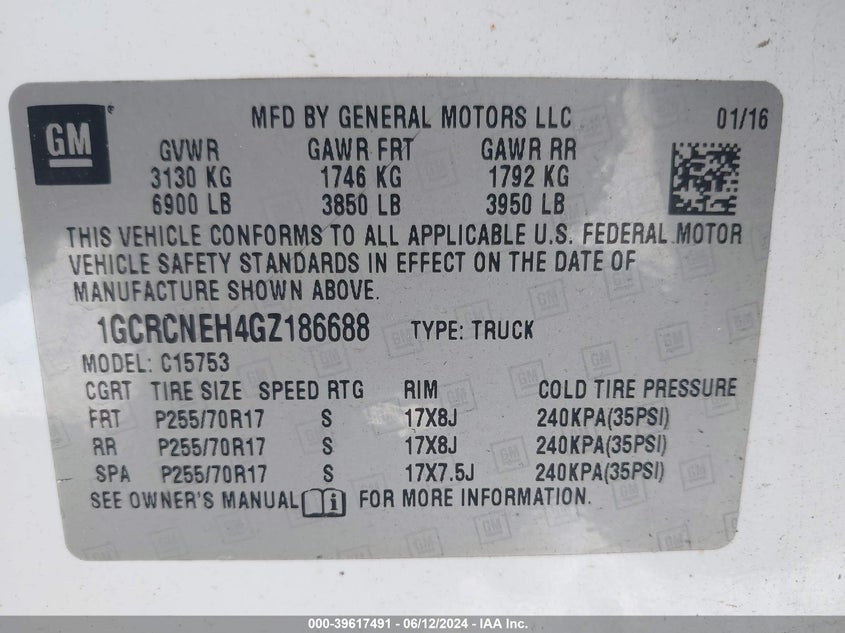 GM MFD BY GENERAL MOTORS LLC 01/16
GVWR GAWR FRT GAWR RR
3130 KG 1746 KG 1792 KG
6900 LB 3850 LB 3950 LB
THIS VEHICLE CONFORMS TO ALL APPLICABLE U.S. FEDERAL MOTOR
VEHICLE SAFETY STANDARDS IN EFFECT ON THE DATE OF
MANUFACTURE SHOWN ABOVE.
1GCRCNEH4GZ186688 TYPE: TRUCK
MODEL: C15753
CGRT TIRE SIZE SPEED RTG RIM COLD TIRE PRESSURE
FRT P255/70R17 S 17X8J 240KPA(35PSI)
RR P255/70R17 S 17X8J 240KPA(35PSI)
SPA P255/70R17 S 17X7.5J 240KPA(35PSI)
SEE OWNER'S MANUAL i FOR MORE INFORMATION.
000-39617491 - 06/12/2024 - IAA Inc.